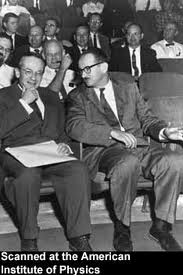 Scanned at the American
Institute of Physics